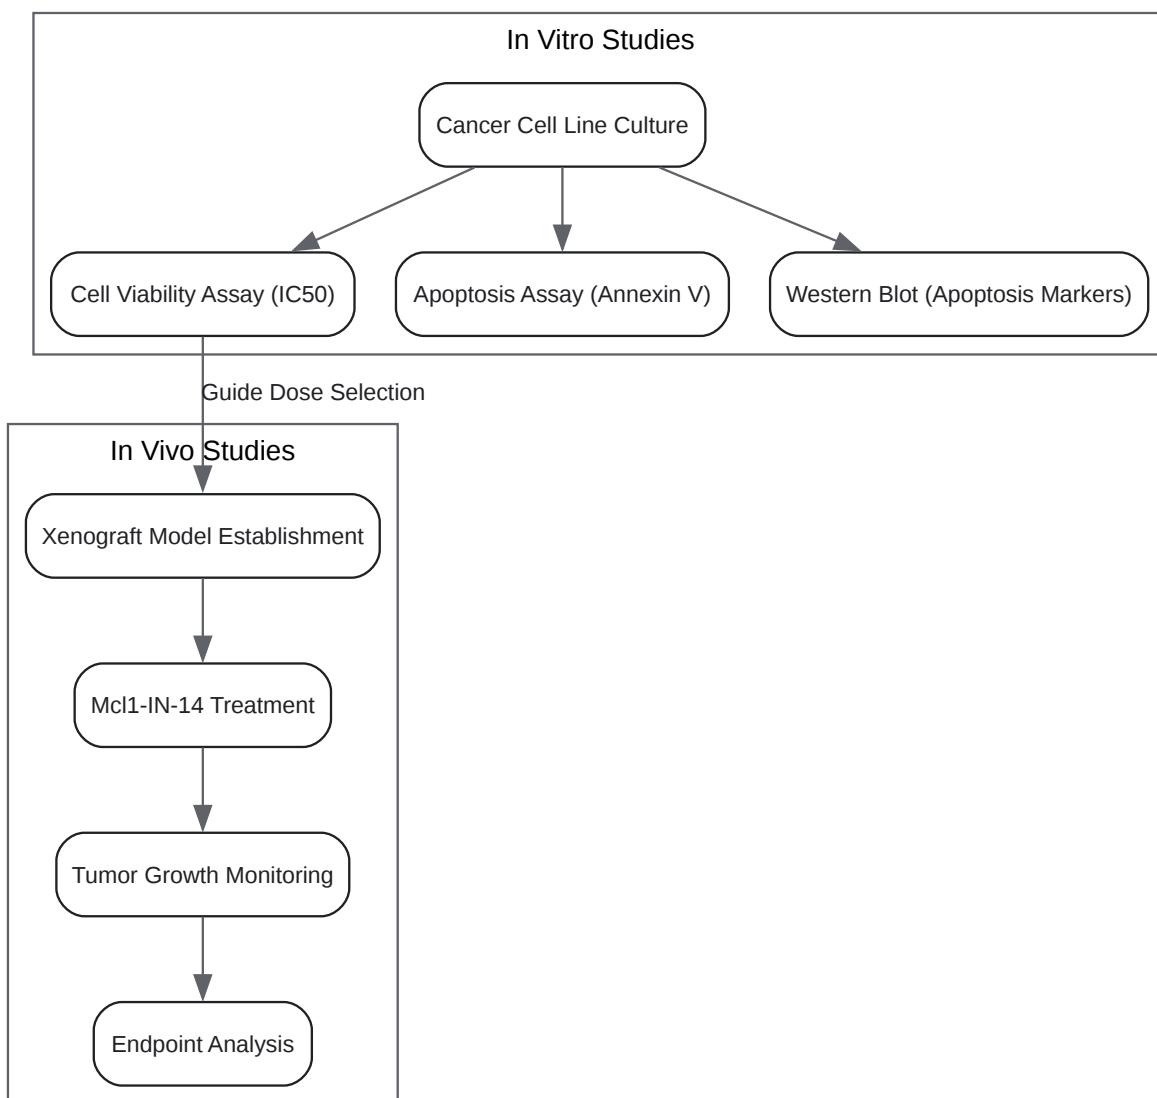 In Vitro Studies
Cancer Cell Line Culture
Cell Viability Assay (IC50)
Apoptosis Assay (Annexin V)
Western Blot (Apoptosis Markers)
Guide Dose Selection
In Vivo Studies
Xenograft Model Establishment
Mcl1-IN-14 Treatment
Tumor Growth Monitoring
Endpoint Analysis